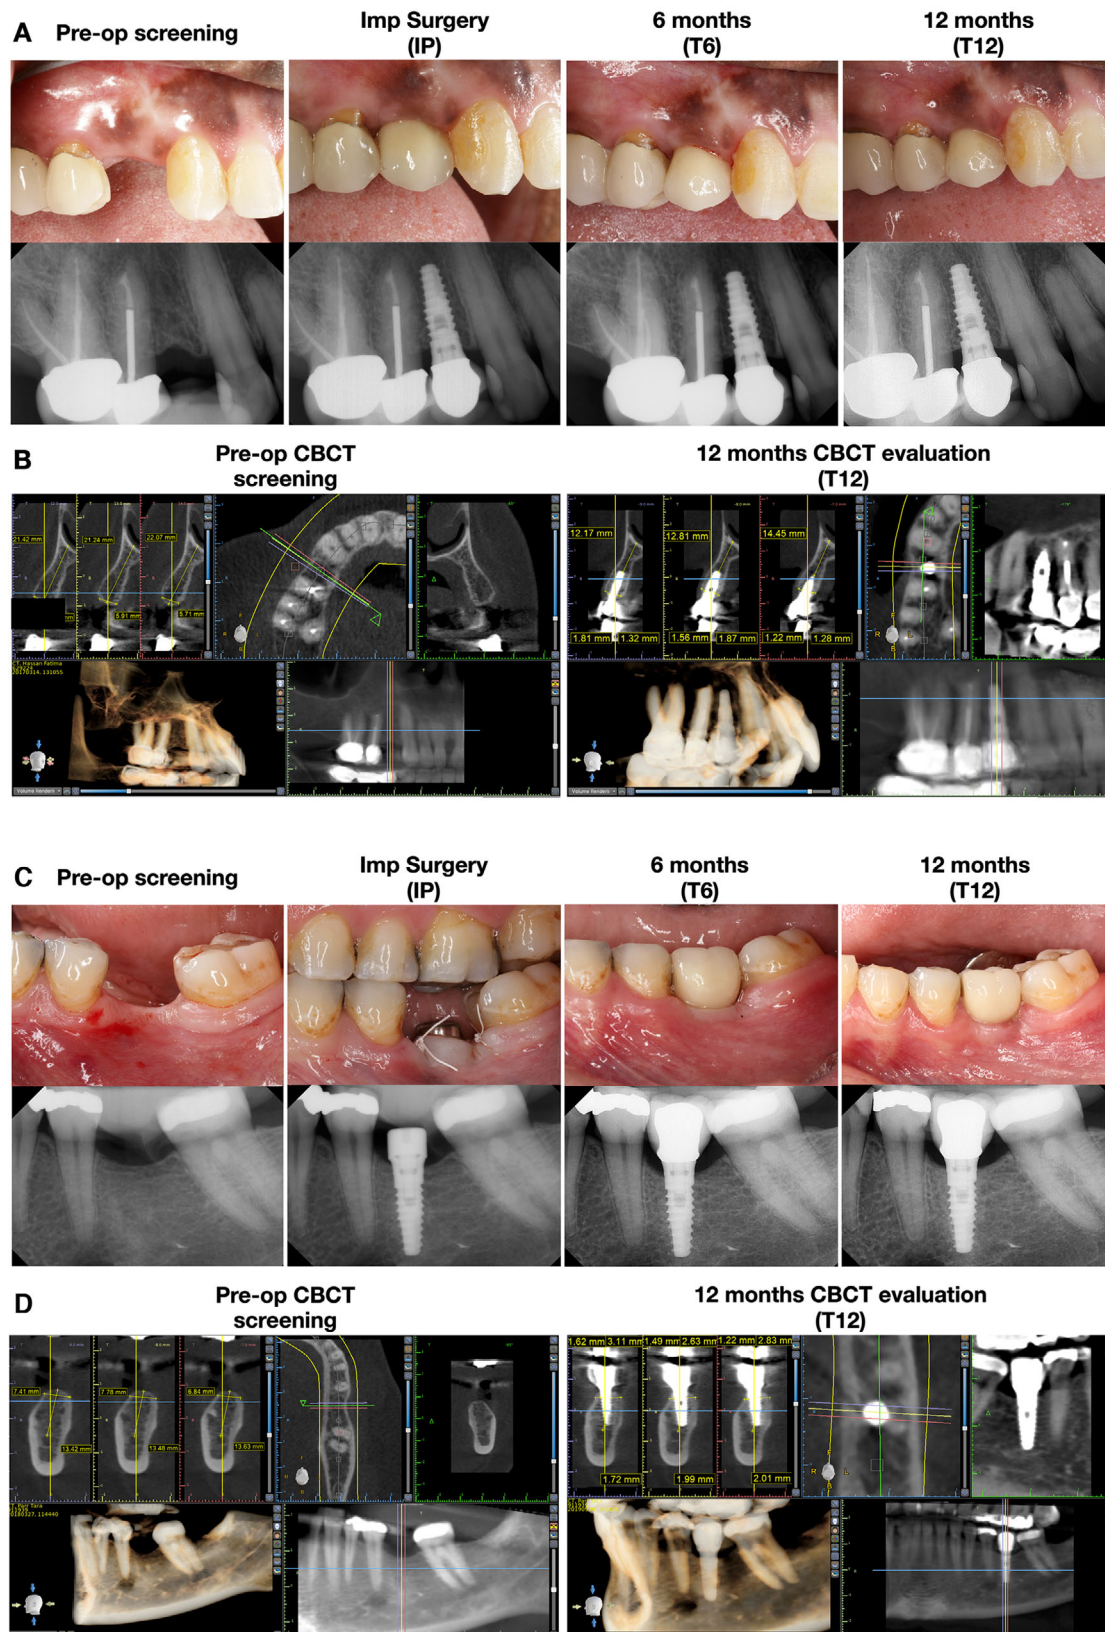 A
Pre-op screening
Imp Surgery
(IP)
6 months
(T6)
12 months
(T12)
B
Pre-op CBCT
screening
12 months CBCT evaluation
(T12)
21.42 mm
21.24 mm
22.07 mm
5.91 mm
5.71 mm
12.17 mm
12.81 mm
14.45 mm
1.81 mm
1.32 mm
1.56 mm
1.87 mm
1.22 mm
1.28 mm
20170314, 131055
Volume Renderin
Volume Renderin
C
Pre-op screening
Imp Surgery
(IP)
6 months
(T6)
12 months
(T12)
D
Pre-op CBCT
screening
12 months CBCT evaluation
(T12)
7.41 mm
7.78 mm
6.84 mm
13.42 mm
13.48 mm
13.63 mm
1.62 mm
3.11 mm
1.49 mm
2.63 mm
1.22 mm
2.83 mm
1.72 mm
1.99 mm
2.01 mm